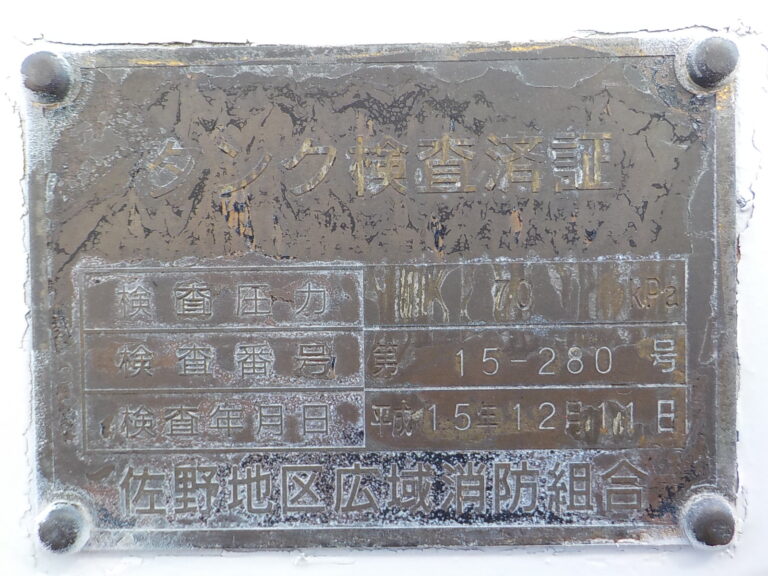 タンク検査済証
検査圧力 70 kPa
検査番号 第 15-280 号
検査年月日 平成15年12月11日
佐野地区広域消防組合